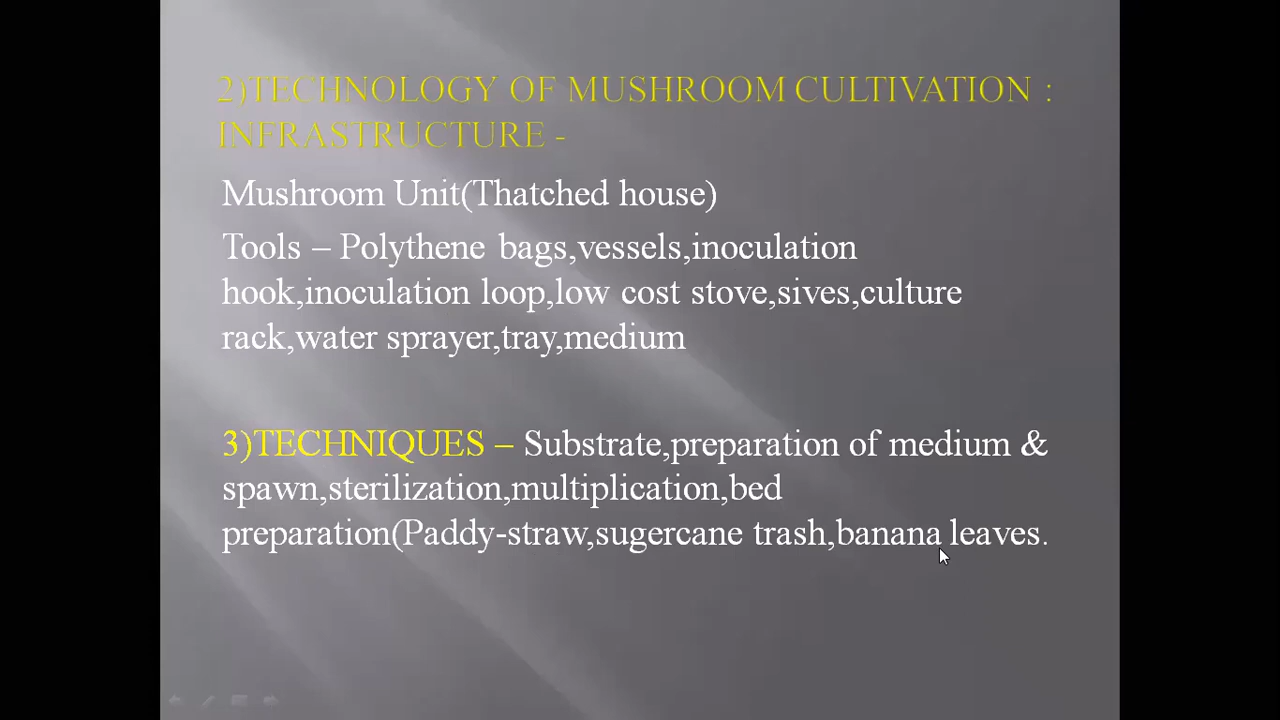 2)TECHNOLOGY OF MUSHROOM CULTIVATION :
INFRASTRUCTURE -
Mushroom Unit(Thatched house)
Tools – Polythene bags,vessels,inoculation
hook,inoculation loop,low cost stove,sives,culture
rack,water sprayer,tray,medium
3)TECHNIQUES – Substrate,preparation of medium &
spawn,sterilization,multiplication,bed
preparation(Paddy-straw,sugercane trash,banana leaves.